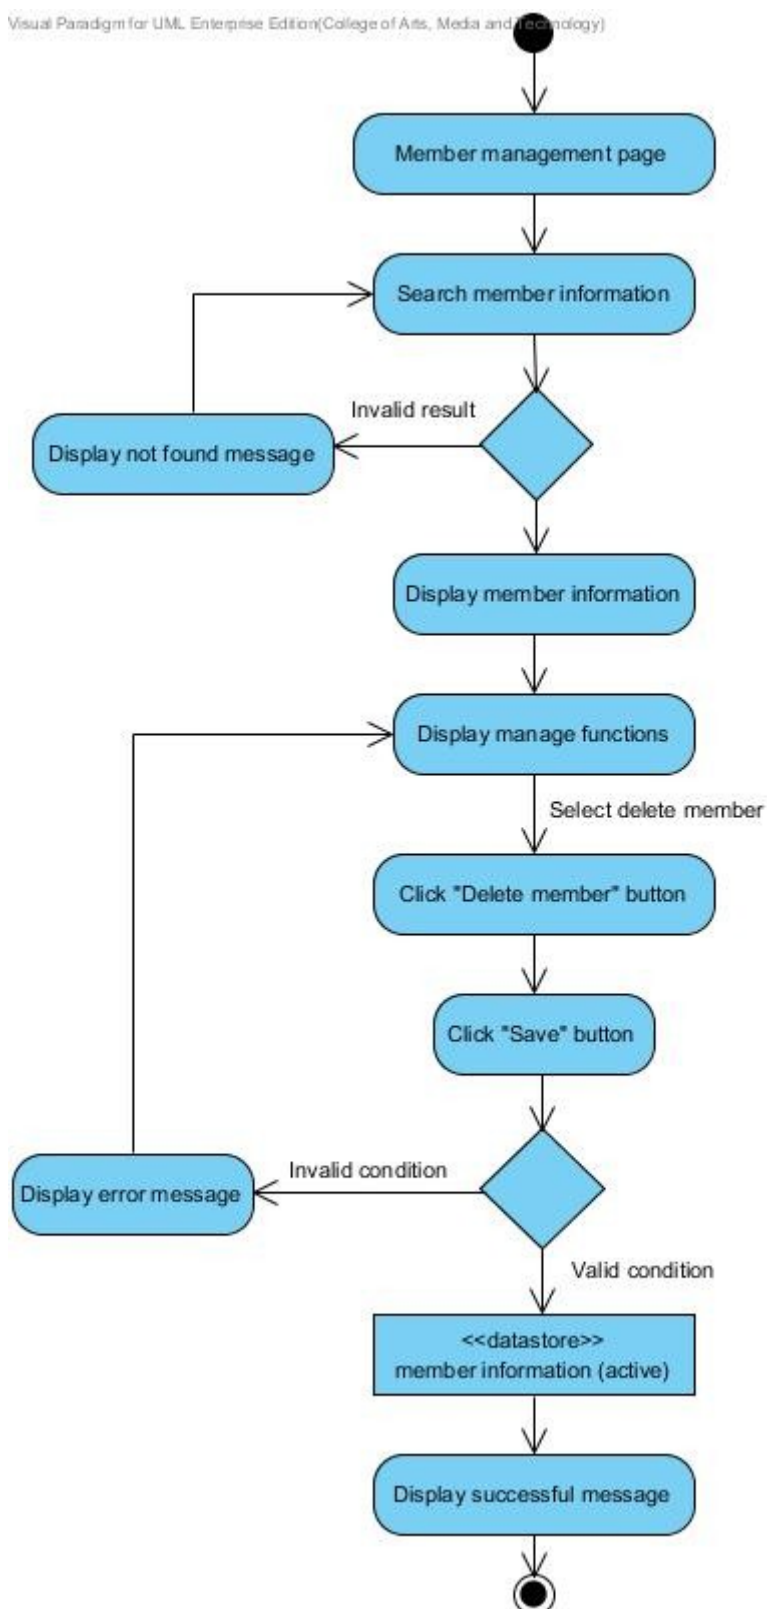 Visual Paradigm for UML Enterprise Edition(College of Arts, Media and Technology)
Member management page
Search member information
Invalid result
Display not found message
Display member information
Display manage functions
Select delete member
Click "Delete member" button
Click "Save" button
Invalid condition
Display error message
Valid condition
<<datastore>>
member information (active)
Display successful message